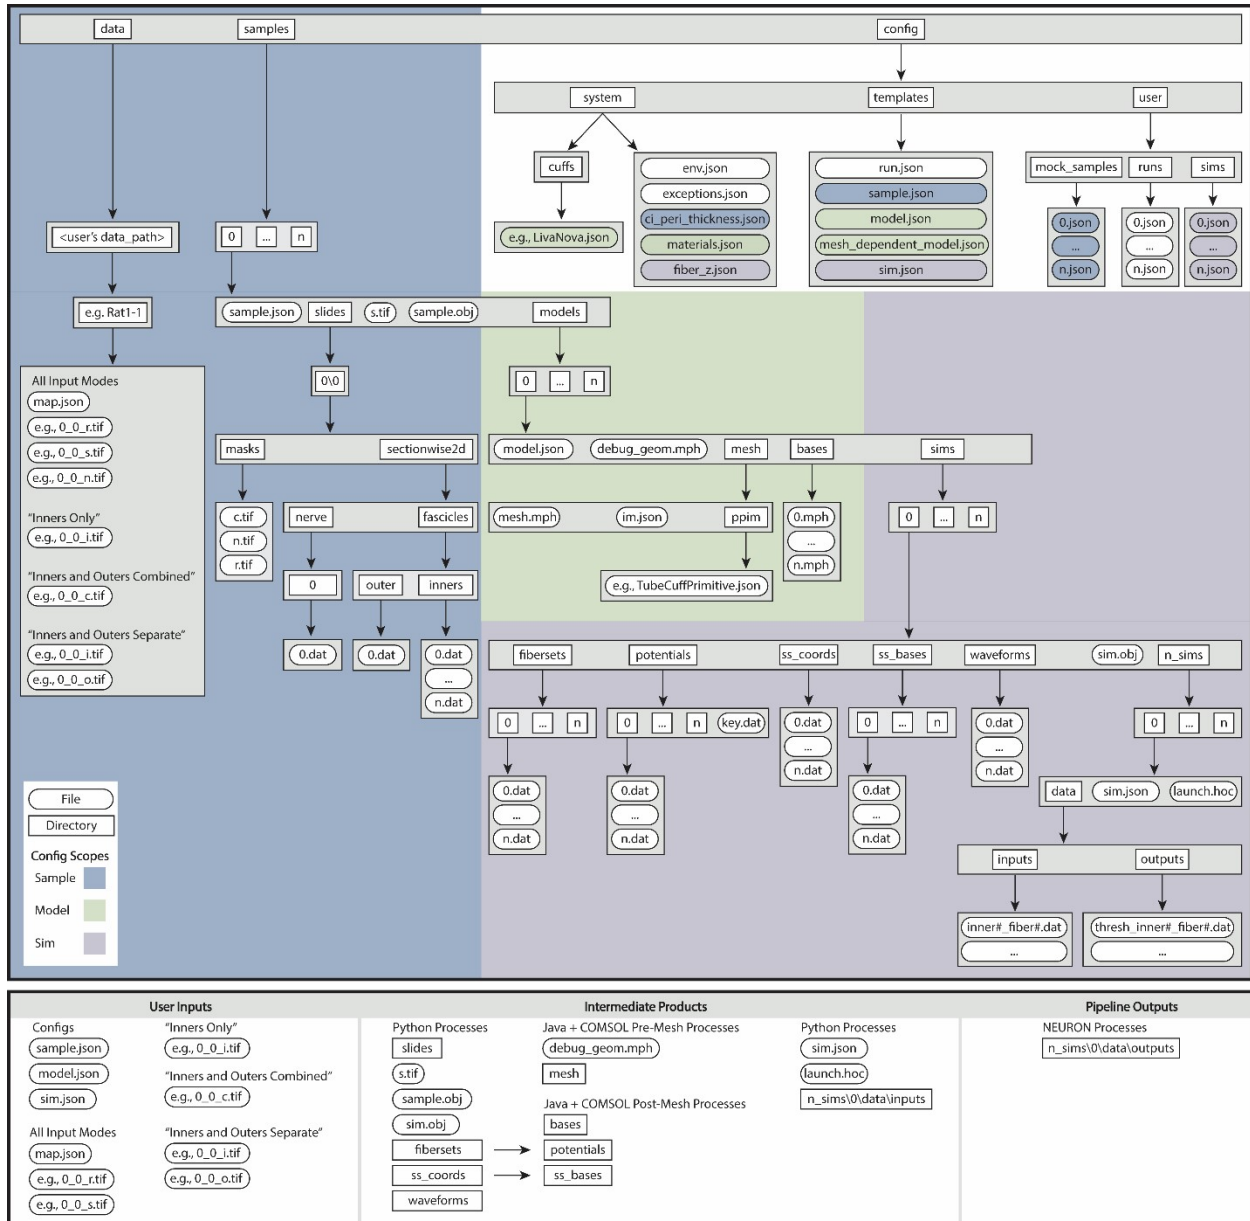 data
samples
config
system
templates
user
cuffs
env.json
exceptions.json
ci_peri_thickness.json
materials.json
fiber_z.json
run.json
sample.json
model.json
mesh_dependent_model.json
sim.json
mock_samples
runs
sims
0.json
...
n.json
0.json
...
n.json
0.json
...
n.json
e.g., LivaNova.json
<user's data_path>
0
...
n
e.g. Rat1-1
sample.json
slides
s.tif
sample.obj
models
All Input Modes
map.json
e.g., 0_0_r.tif
e.g., 0_0_s.tif
e.g., 0_0_n.tif
"Inners Only"
e.g., 0_0_i.tif
"Inners and Outers Combined"
e.g., 0_0_c.tif
"Inners and Outers Separate"
e.g., 0_0_i.tif
e.g., 0_0_o.tif
0\0
0
...
n
masks
sectionwise2d
model.json
debug_geom.mph
mesh
bases
sims
c.tif
n.tif
r.tif
nerve
fascicles
mesh.mph
im.json
ppim
0.mph
...
n.mph
0
...
n
0
outer
inners
e.g., TubeCuffPrimitive.json
0.dat
0.dat
0.dat
...
n.dat
fibersets
potentials
ss_coords
ss_bases
waveforms
sim.obj
n_sims
0
...
n
0
...
n
key.dat
0.dat
...
n.dat
0
...
n
0.dat
...
n.dat
0
...
n
0.dat
...
n.dat
0.dat
...
n.dat
0.dat
...
n.dat
data
sim.json
launch.hoc
inputs
outputs
inner#_fiber#.dat
...
thresh_inner#_fiber#.dat
...
File
Directory
Config Scopes
Sample
Model
Sim
User Inputs
Configs
sample.json
model.json
sim.json
All Input Modes
map.json
e.g., 0_0_r.tif
e.g., 0_0_s.tif
"Inners Only"
e.g., 0_0_i.tif
"Inners and Outers Combined"
e.g., 0_0_c.tif
"Inners and Outers Separate"
e.g., 0_0_i.tif
e.g., 0_0_o.tif
Intermediate Products
Python Processes
slides
s.tif
sample.obj
sim.obj
fibersets
ss_coords
waveforms
Java + COMSOL Pre-Mesh Processes
debug_geom.mph
mesh
Java + COMSOL Post-Mesh Processes
bases
potentials
ss_bases
Python Processes
sim.json
launch.hoc
n_sims\0\data\inputs
Pipeline Outputs
NEURON Processes
n_sims\0\data\outputs